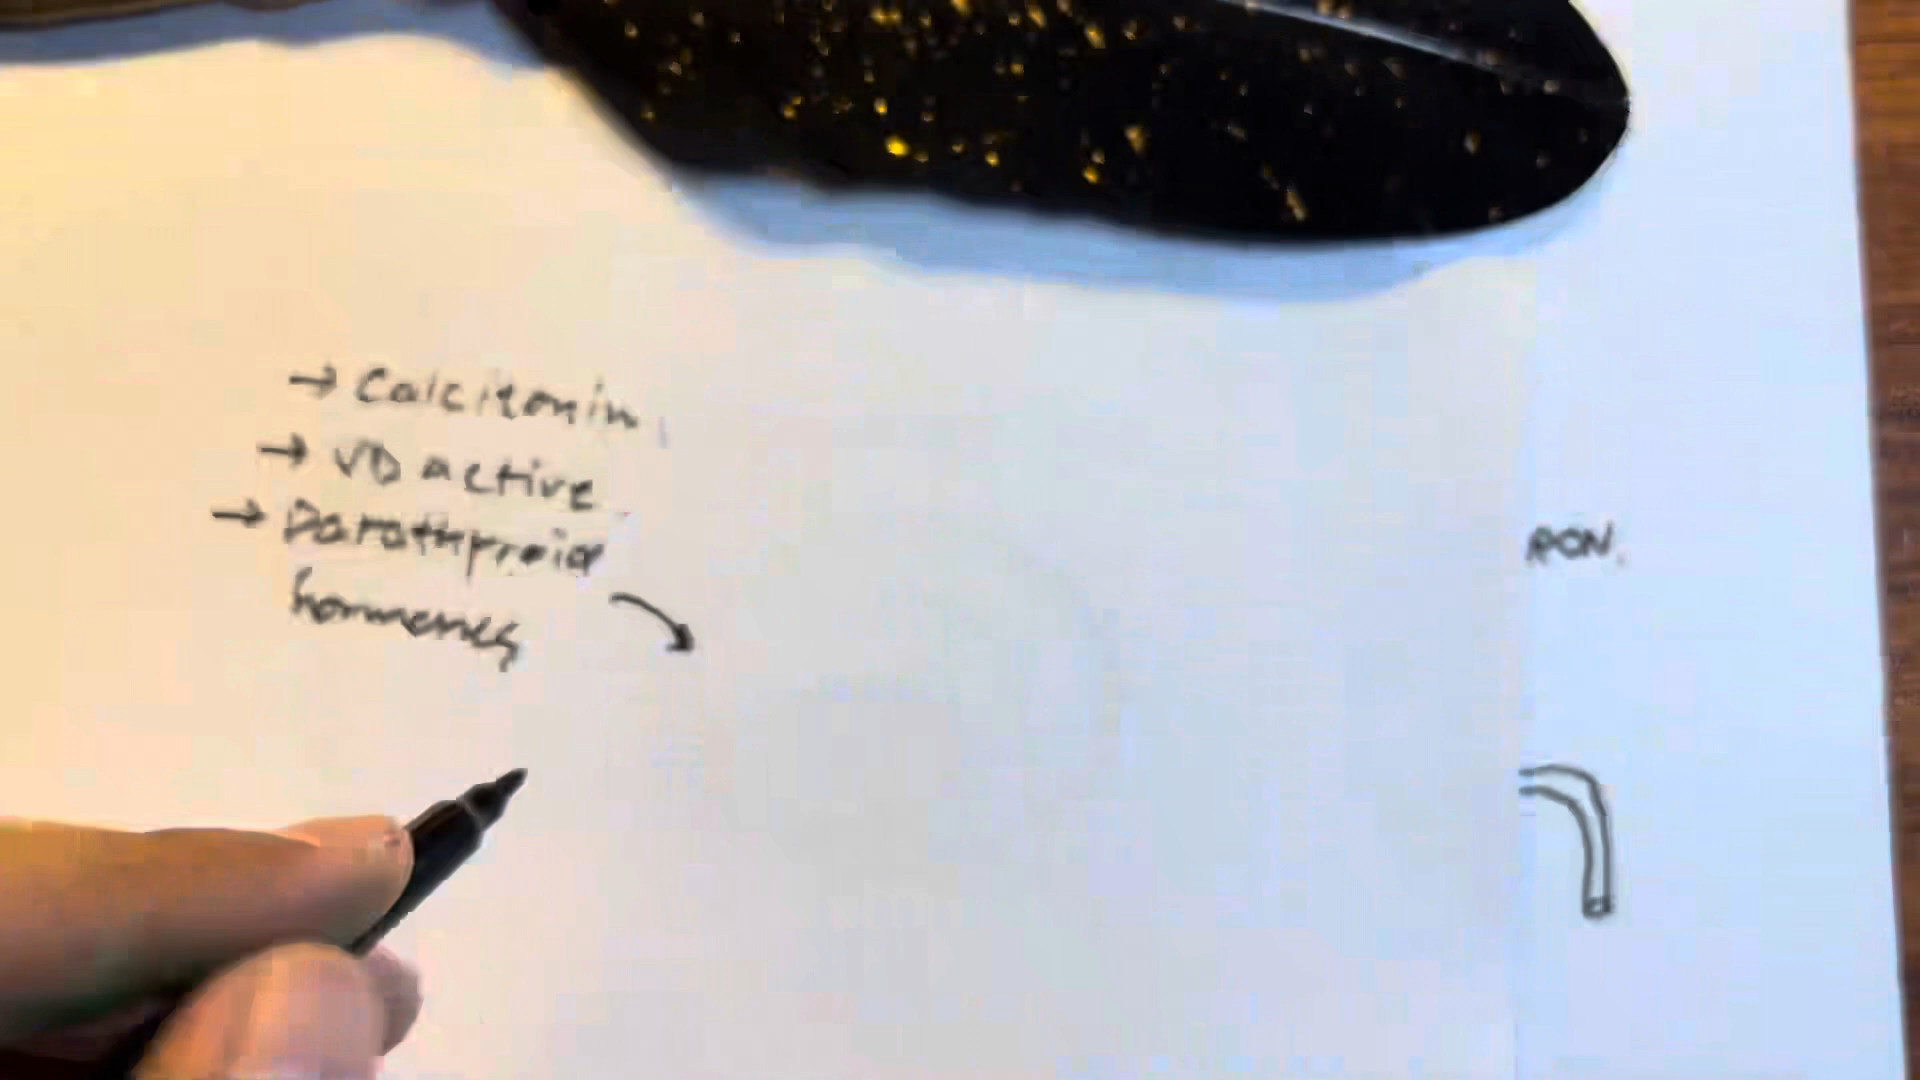 → Calcitonin
→ VD active
→ Parathyroid
hormones
RON.